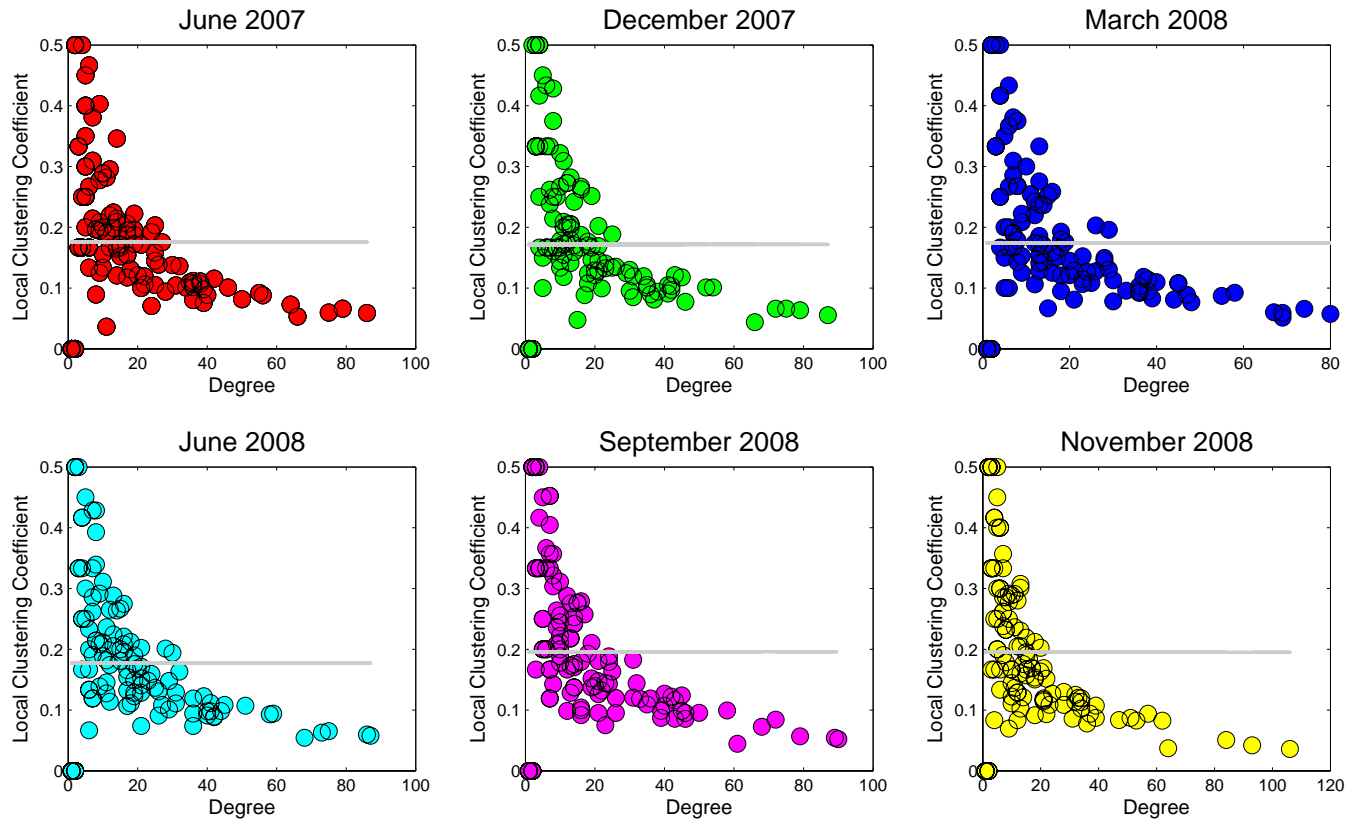 June 2007
0.5
0.4
0.3
0.2
0.1
0
Local Clustering Coefficient
0 20 40 60 80 100
Degree
December 2007
0.5
0.4
0.3
0.2
0.1
0
Local Clustering Coefficient
0 20 40 60 80 100
Degree
March 2008
0.5
0.4
0.3
0.2
0.1
0
Local Clustering Coefficient
0 20 40 60 80
Degree
June 2008
0.5
0.4
0.3
0.2
0.1
0
Local Clustering Coefficient
0 20 40 60 80 100
Degree
September 2008
0.5
0.4
0.3
0.2
0.1
0
Local Clustering Coefficient
0 20 40 60 80 100
Degree
November 2008
0.5
0.4
0.3
0.2
0.1
0
Local Clustering Coefficient
0 20 40 60 80 100 120
Degree